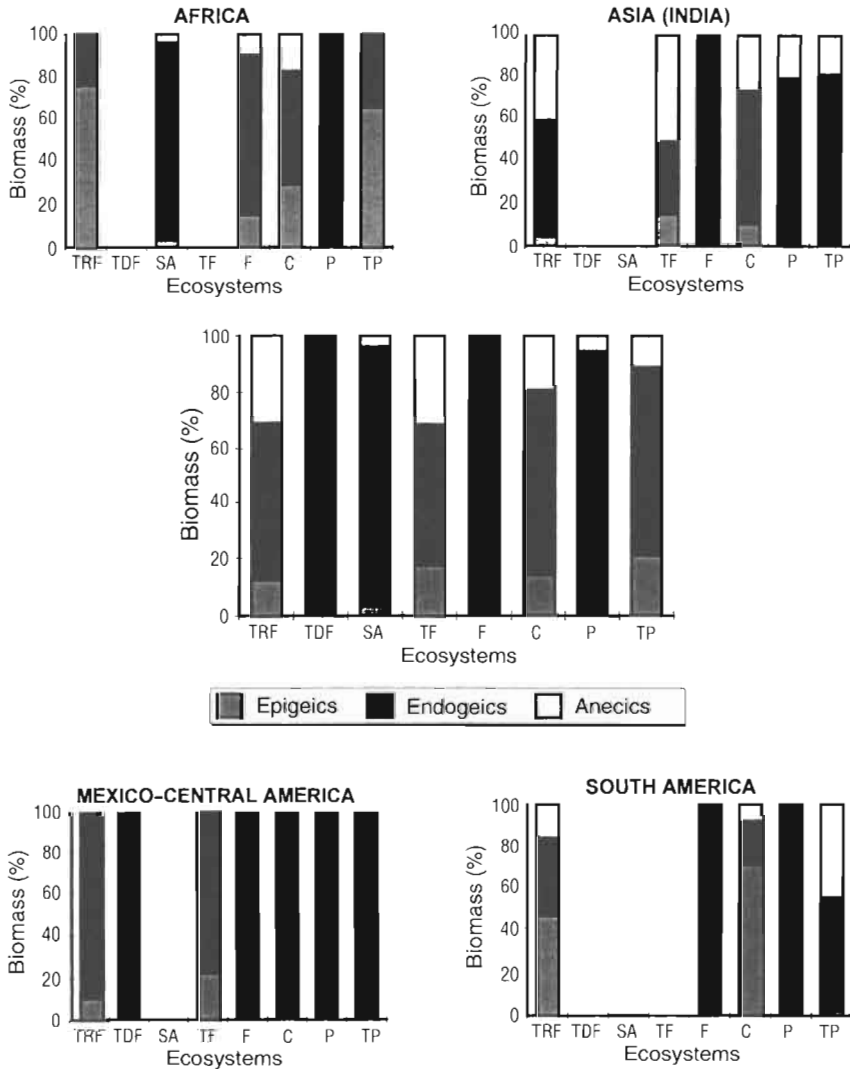 AFRICA
Biomass (%)
100
80
60
40
20
0
TRF TDF SA TF F C P TP
Ecosystems
ASIA (INDIA)
Biomass (%)
100
80
60
40
20
0
TRF TDF SA TF F C P TP
Ecosystems
Biomass (%)
100
80
60
40
20
0
TRF TDF SA TF F C P TP
Ecosystems
Epigeics Endogeics Anecics
MEXICO-CENTRAL AMERICA
Biomass (%)
100
80
60
40
20
0
TRF TDF SA TF F C P TP
Ecosystems
SOUTH AMERICA
Biomass (%)
100
80
60
40
20
0
TRF TDF SA TF F C P TP
Ecosystems